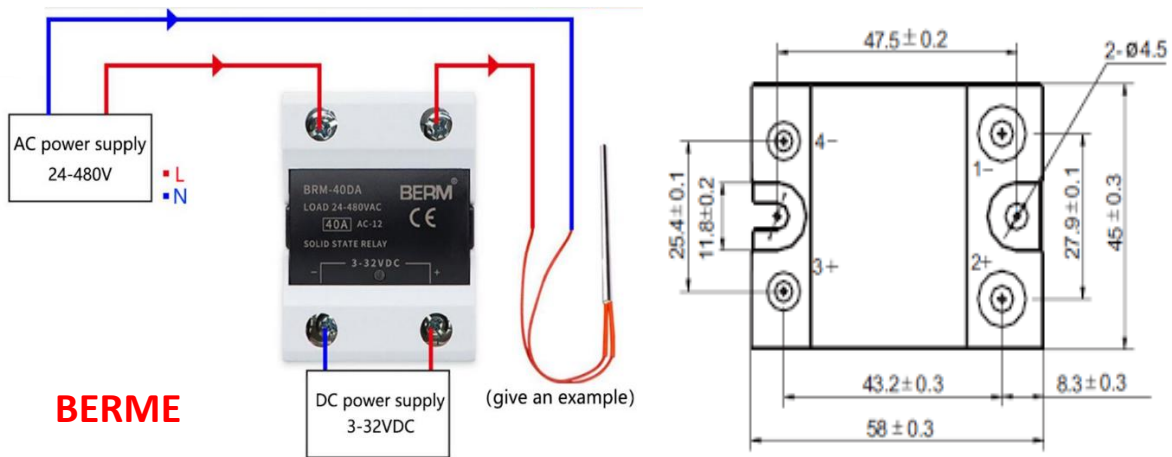 AC power supply
24-480V
L
N
BRM-40DA
BERM®
LOAD 24-480VAC
40A AC-12
CE
SOLID STATE RELAY
3-32VDC
- +
DC power supply
3-32VDC
(give an example)
BERME
47.5±0.2
2-Ø4.5
4-
1-
25.4±0.1
11.8±0.2
27.9±0.1
45±0.3
3+
2+
43.2±0.3
8.3±0.3
58±0.3